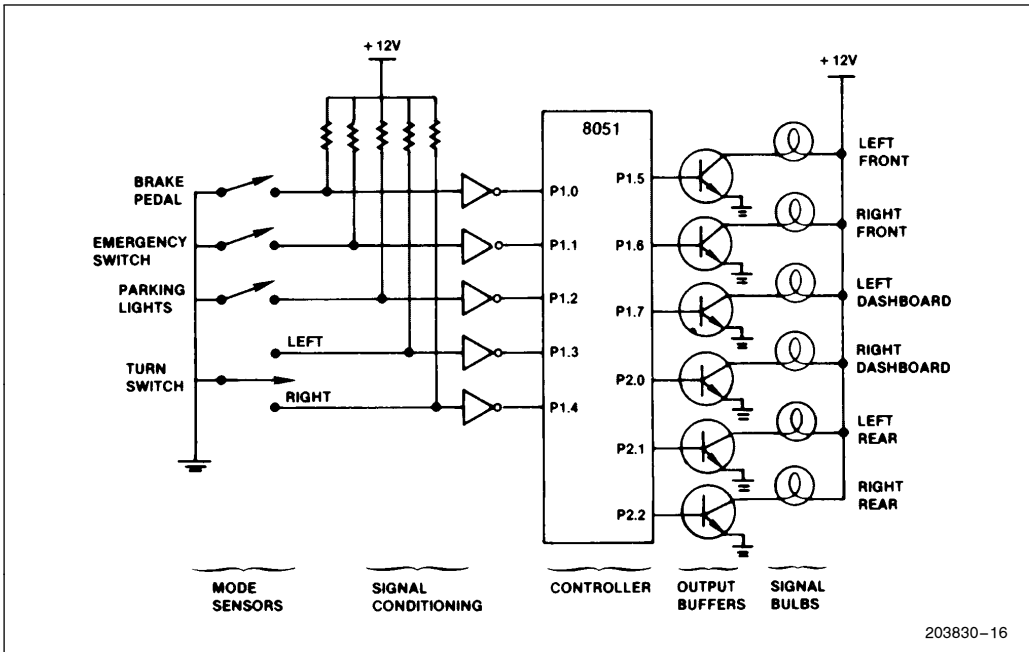 + 12V
+ 12V
8051
BRAKE
PEDAL
P1.0
P1.5
LEFT
FRONT
EMERGENCY
SWITCH
P1.1
P1.6
RIGHT
FRONT
PARKING
LIGHTS
P1.2
P1.7
LEFT
DASHBOARD
TURN
SWITCH
LEFT
P1.3
P2.0
RIGHT
DASHBOARD
RIGHT
P1.4
P2.1
LEFT
REAR
P2.2
RIGHT
REAR
MODE
SENSORS
SIGNAL
CONDITIONING
CONTROLLER
OUTPUT
BUFFERS
SIGNAL
BULBS
203830–16